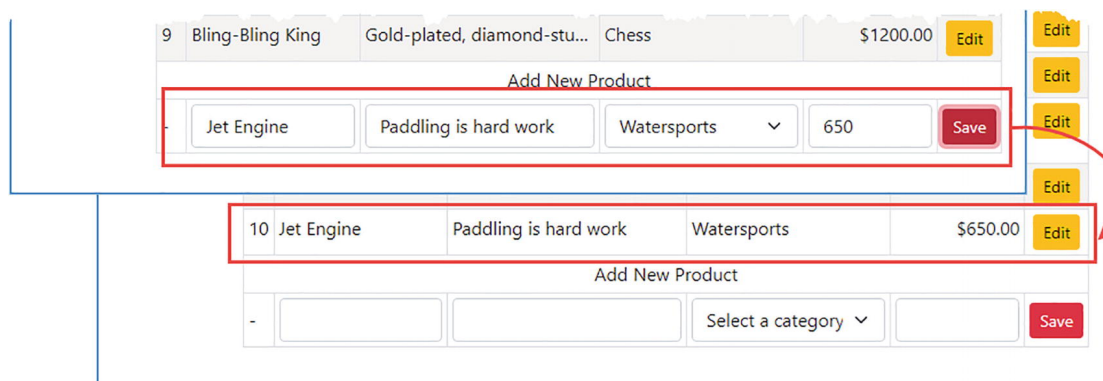 9 Bling-Bling King Gold-plated, diamond-stu... Chess $1200.00 Edit Edit
Add New Product Edit
- Jet Engine Paddling is hard work Watersports 650 Save Edit
Edit
10 Jet Engine Paddling is hard work Watersports $650.00 Edit
Add New Product
- Select a category Save